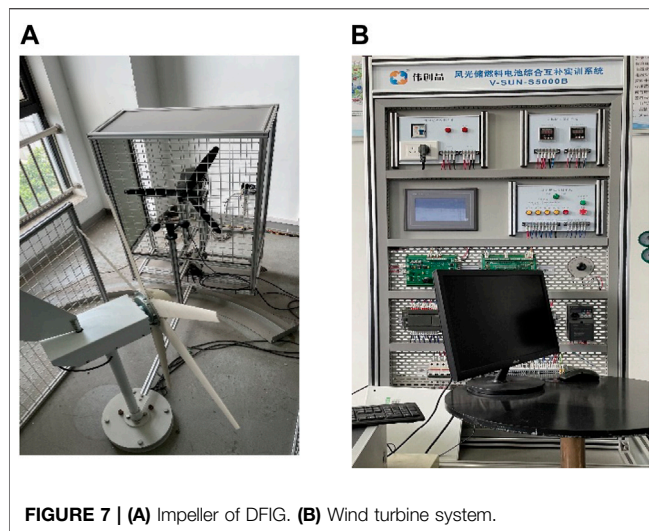 A
B
伟创益
风光储燃料电池综合互补实训系统
V-SUN-S5000B
FIGURE 7 | (A) Impeller of DFIG. (B) Wind turbine system.